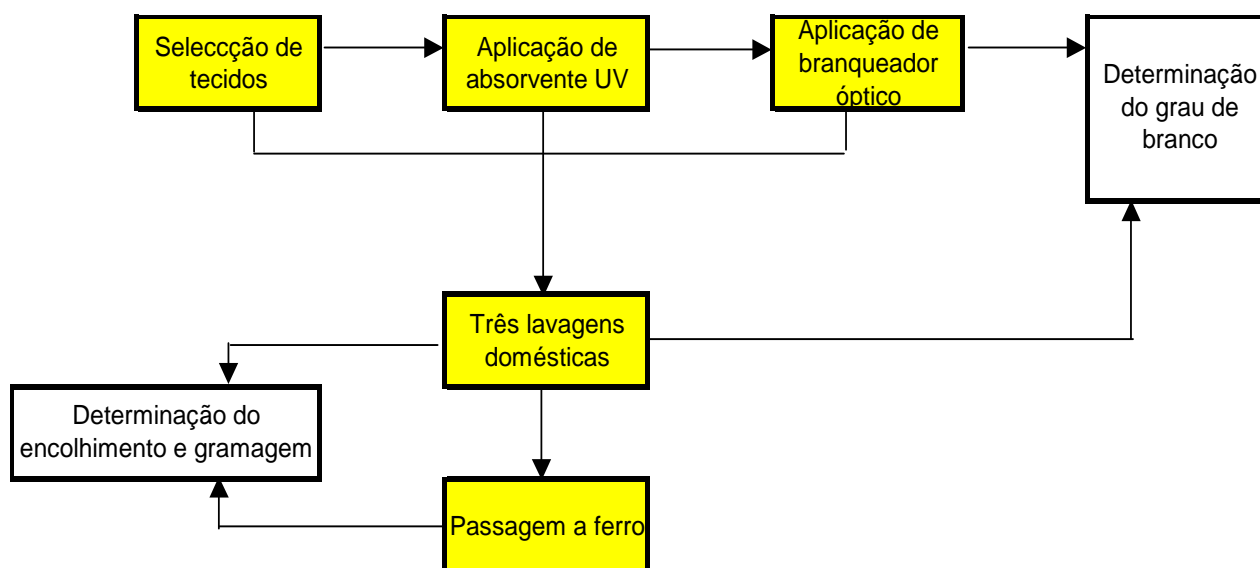 Seleccção de
tecidos
Aplicação de
absorvente UV
Aplicação de
branqueador
óptico
Determinação
do grau de
branco
Três lavagens
domésticas
Determinação do
encolhimento e gramagem
Passagem a ferro